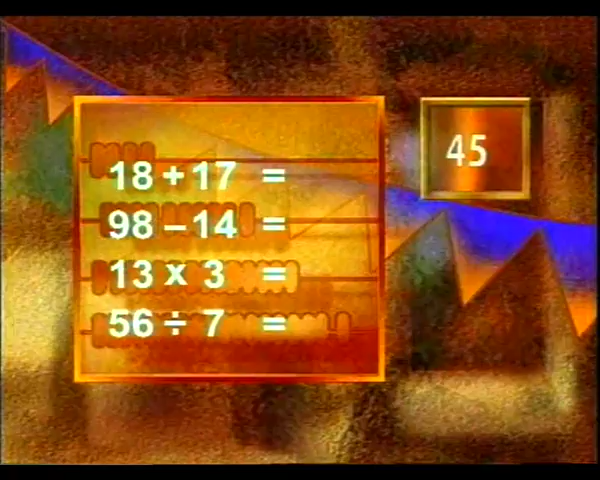 18 + 17 =
98 – 14 =
13 x 3 =
56 ÷ 7 =
45